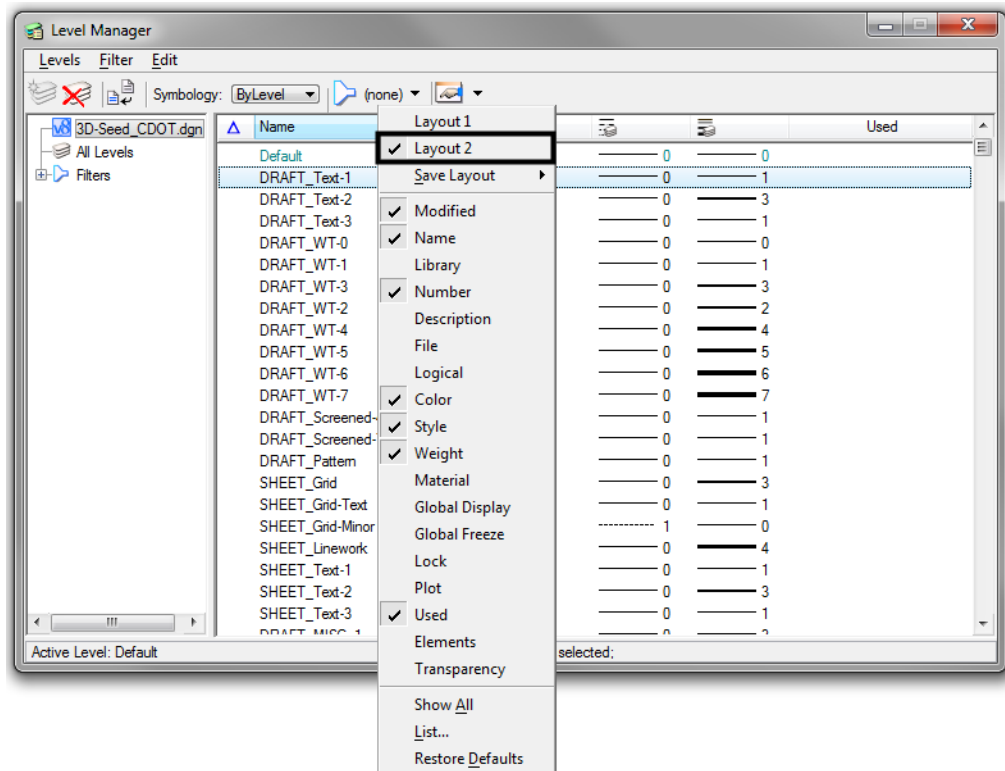 Level Manager
Levels Filter Edit
Symbology: ByLevel (none)
3D-Seed_CDOT.dgn
All Levels
Filters
Name Used
Default 0 0
DRAFT_Text-1 0 1
DRAFT_Text-2 0 3
DRAFT_Text-3 0 1
DRAFT_WT-0 0 0
DRAFT_WT-1 0 1
DRAFT_WT-3 0 3
DRAFT_WT-2 0 2
DRAFT_WT-4 0 4
DRAFT_WT-5 0 5
DRAFT_WT-6 0 6
DRAFT_WT-7 0 7
DRAFT_Screened- 0 1
DRAFT_Screened- 0 1
DRAFT_Pattern 0 1
SHEET_Grid 0 3
SHEET_Grid-Text 0 1
SHEET_Grid-Minor 1 0
SHEET_Linework 0 4
SHEET_Text-1 0 1
SHEET_Text-2 0 3
SHEET_Text-3 0 1
Layout 1
Layout 2
Save Layout
Modified
Name
Library
Number
Description
File
Logical
Color
Style
Weight
Material
Global Display
Global Freeze
Lock
Plot
Used
Elements
Transparency
Show All
List...
Restore Defaults
Active Level: Default selected;